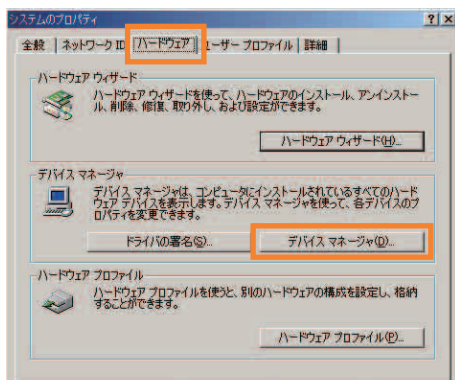 システムのプロパティ
全般 ネットワーク ID ハードウェア ユーザー プロファイル 詳細
ハードウェア ウィザード
ハードウェア ウィザードを使って、ハードウェアのインストール、アンインストー
ル、削除、修復、取り外し、および設定ができます。
ハードウェア ウィザード(H)...
デバイス マネージャ
デバイス マネージャは、コンピュータにインストールされているすべてのハード
ウェア デバイスを表示します。デバイス マネージャを使って、各デバイスのプ
ロパティを変更できます。
ドライバの署名(S)...
デバイス マネージャ(D)...
ハードウェア プロファイル
ハードウェア プロファイルを使うと、別のハードウェアの構成を設定し、格納
することができます。
ハードウェア プロファイル(P)...